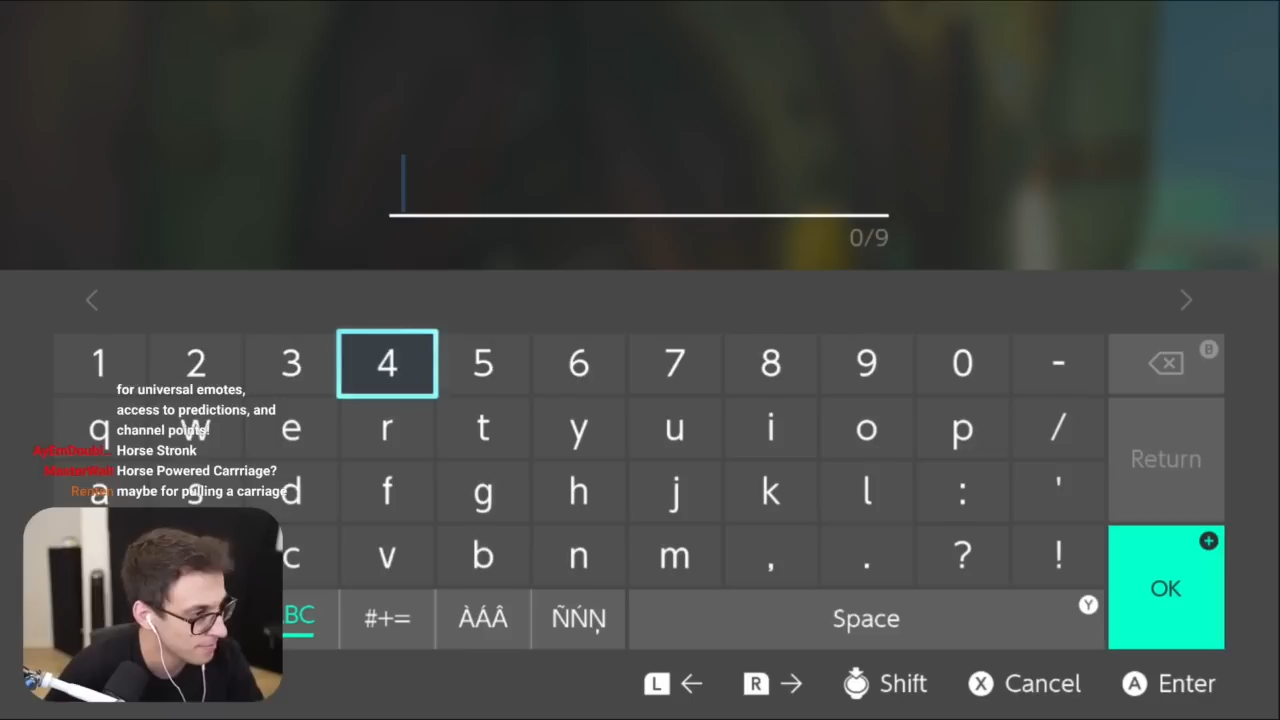 0/9
1 2 3 4 5 6 7 8 9 0 - B
for universal emotes,
access to predictions, and
channel points!
q w e r t y u i o p / Return
Horse Stronk
Horse Powered Carrriage?
maybe for pulling a carriage
a s d f g h j k l : '
c v b n m , . ? ! + OK
BC #+= ÀÁÂ ÑŃŅ Space Y
L ← R → Shift X Cancel A Enter